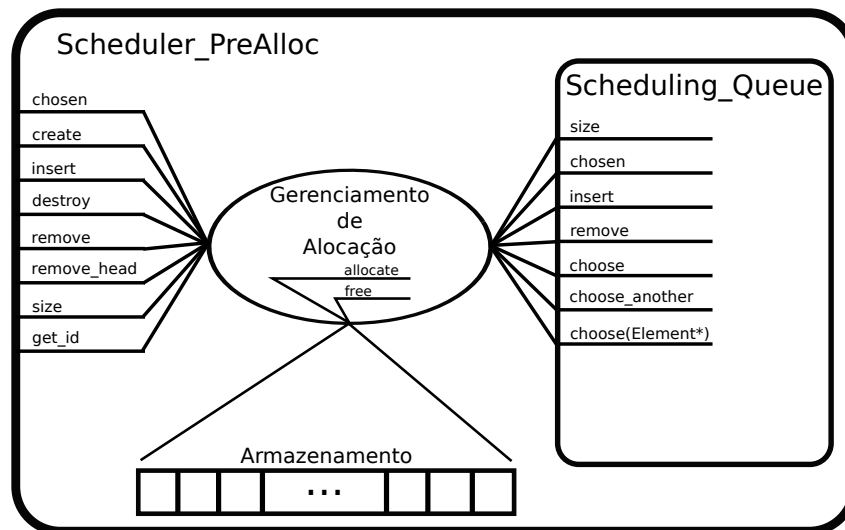 Scheduler_PreAlloc
chosen
create
insert
destroy
remove
remove_head
size
get_id
Gerenciamento
de
Alocação
allocate
free
Armazenamento
...
Scheduling_Queue
size
chosen
insert
remove
choose
choose_another
choose(Element*)